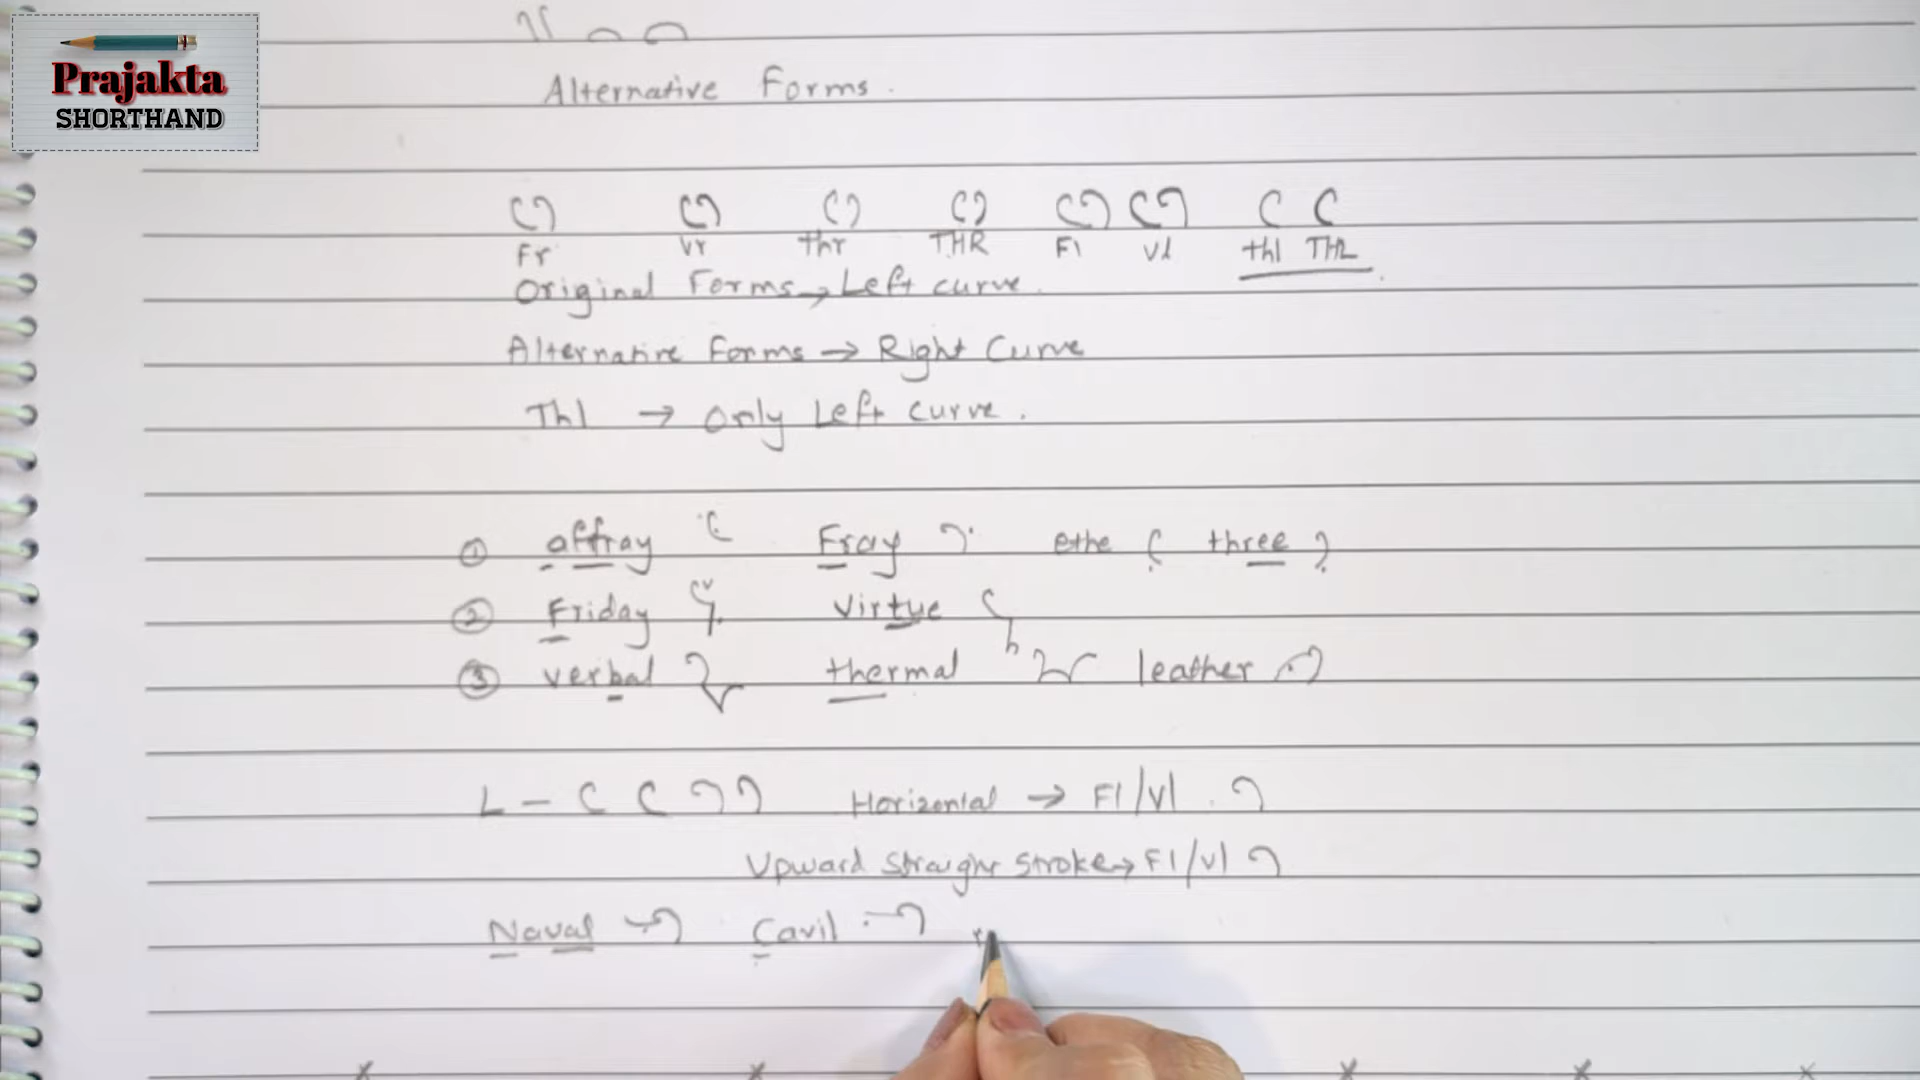 Prajakta
SHORTHAND
Alternative Forms.
Fr Vr thr THR Fl Vl thl THL
Original Forms → Left curve.
Alternative Forms → Right Curve
Thl → Only Left curve.
① affray Fray ethe three
② Friday Virtue
③ verbal thermal leather
L - Horizontal → Fl/Vl.
Upward Straight Stroke → Fl/Vl
Naval Cavil